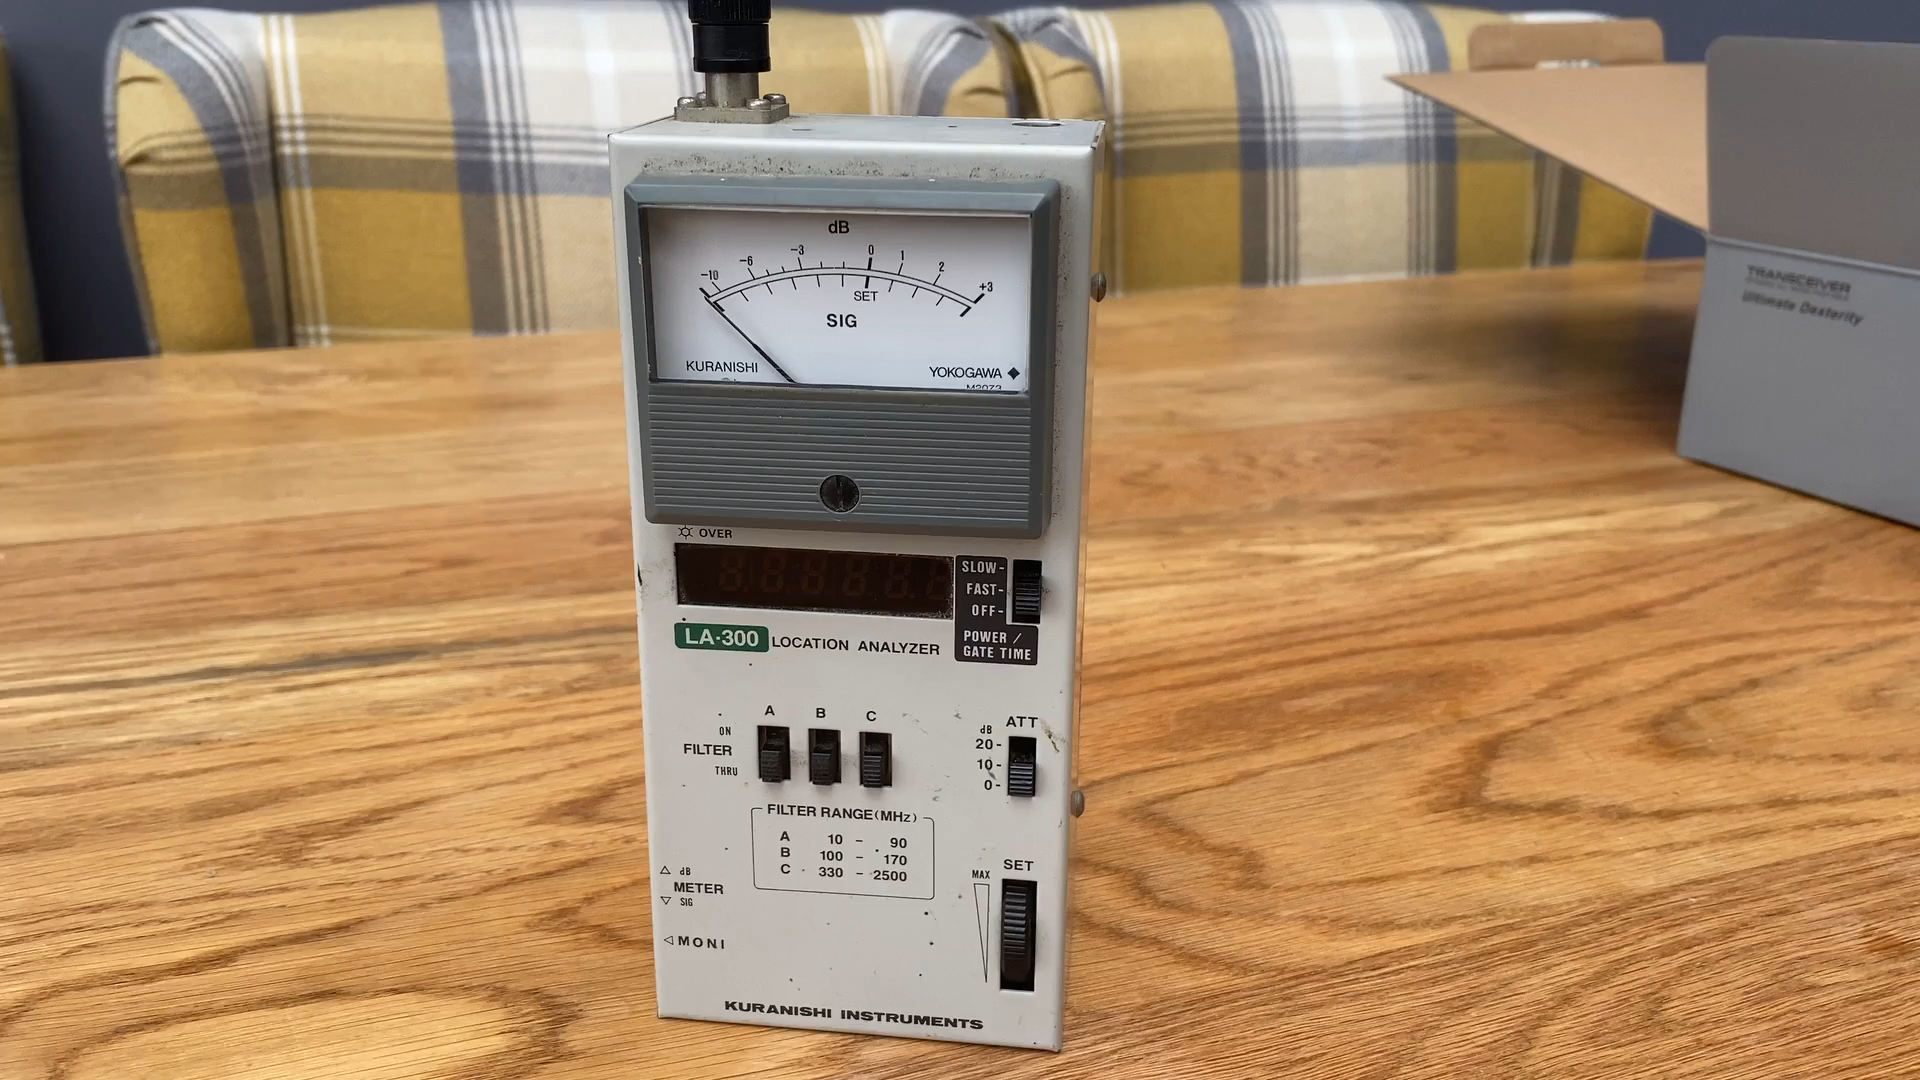 dB
-10 -6 -3 0 1 2 +3
SET
SIG
KURANISHI
YOKOGAWA
OVER
SLOW-
FAST-
OFF-
POWER /
GATE TIME
LA-300 LOCATION ANALYZER
A B C
ON
FILTER
THRU
ATT
dB
20-
10-
0-
FILTER RANGE(MHz)
A 10 - 90
B 100 - 170
C 330 - 2500
△ dB
METER
▽ SIG
◁ MONI
SET
MAX
KURANISHI INSTRUMENTS
TRANSCEIVER
Ultimate Dexterity